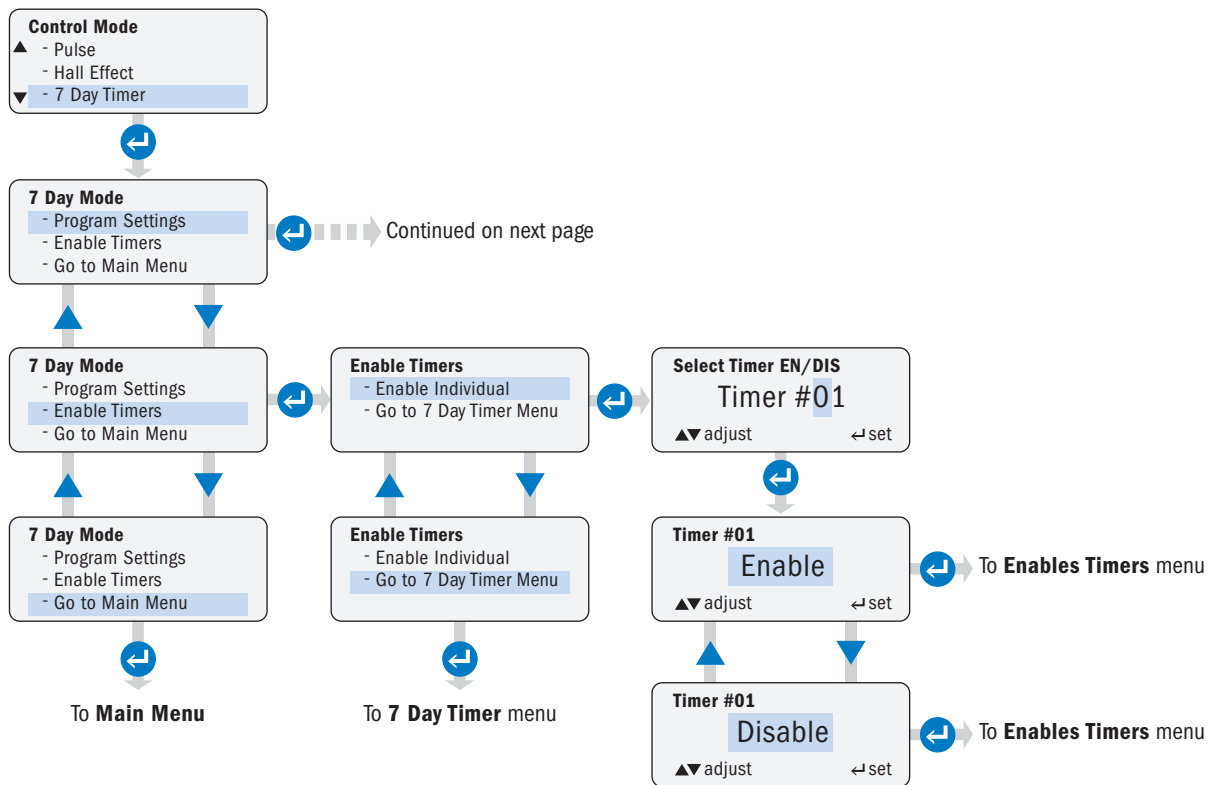 Control Mode
- Pulse
- Hall Effect
- 7 Day Timer
7 Day Mode
- Program Settings
- Enable Timers
- Go to Main Menu
Continued on next page
7 Day Mode
- Program Settings
- Enable Timers
- Go to Main Menu
Enable Timers
- Enable Individual
- Go to 7 Day Timer Menu
Select Timer EN/DIS
Timer #01
▲▼ adjust ↵ set
7 Day Mode
- Program Settings
- Enable Timers
- Go to Main Menu
Enable Timers
- Enable Individual
- Go to 7 Day Timer Menu
Timer #01
Enable
▲▼ adjust ↵ set
To Enables Timers menu
To Main Menu
To 7 Day Timer menu
Timer #01
Disable
▲▼ adjust ↵ set
To Enables Timers menu